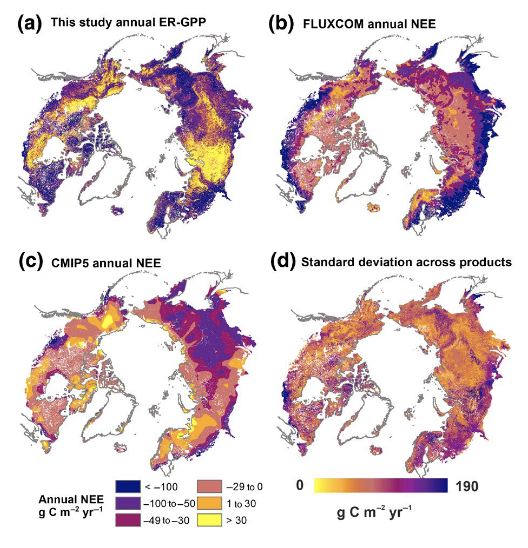 (a) This study annual ER-GPP
(b) FLUXCOM annual NEE
(c) CMIP5 annual NEE
(d) Standard deviation across products
Annual NEE
g C m⁻² yr⁻¹
< −100
−100 to −50
−49 to −30
−29 to 0
1 to 30
> 30
0 190
g C m⁻² yr⁻¹